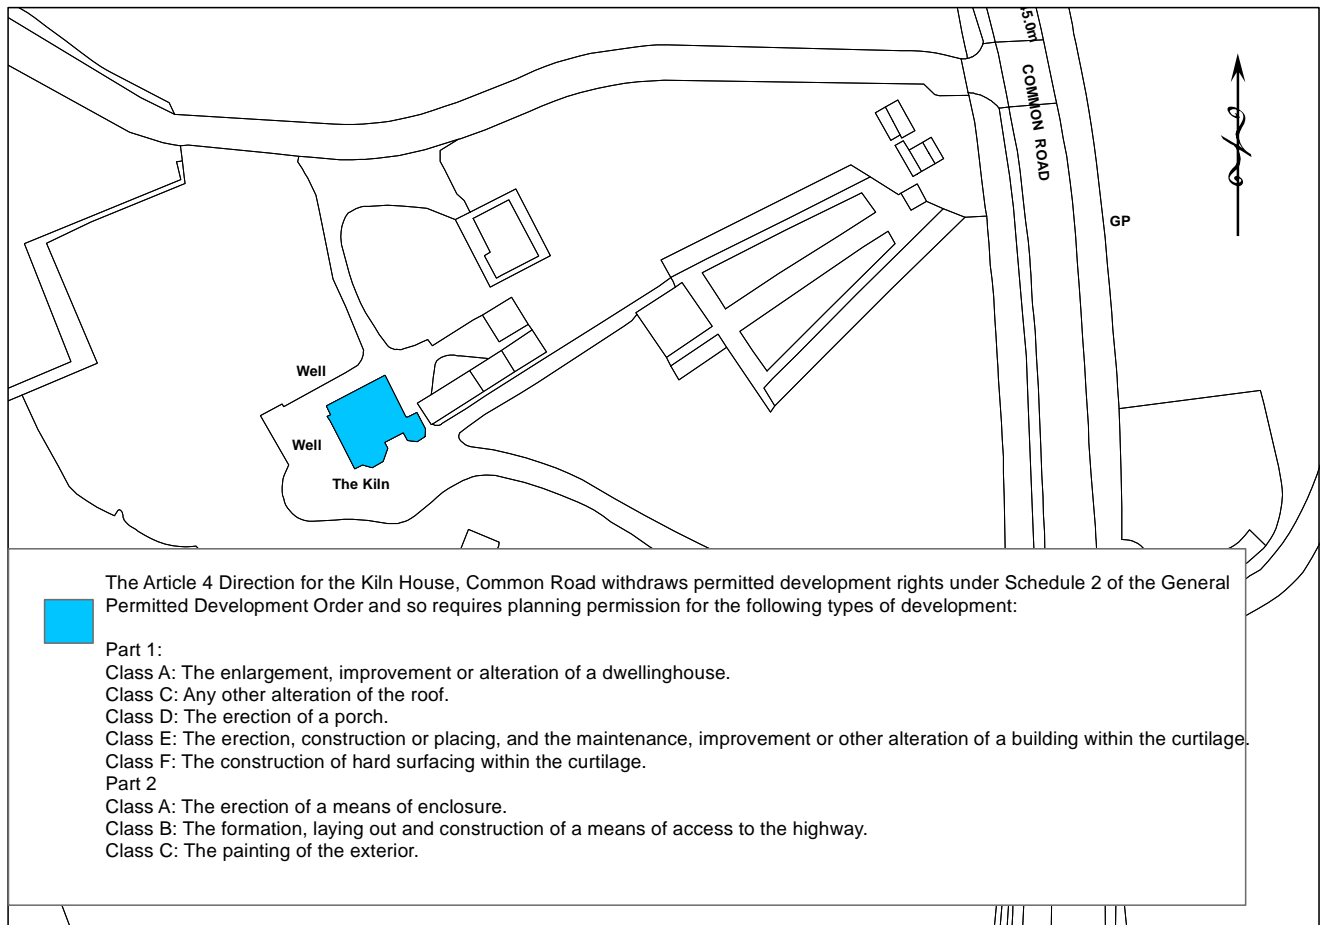 5.0m
COMMON ROAD
GP
Well
Well
The Kiln
The Article 4 Direction for the Kiln House, Common Road withdraws permitted development rights under Schedule 2 of the General
Permitted Development Order and so requires planning permission for the following types of development:
Part 1:
Class A: The enlargement, improvement or alteration of a dwellinghouse.
Class C: Any other alteration of the roof.
Class D: The erection of a porch.
Class E: The erection, construction or placing, and the maintenance, improvement or other alteration of a building within the curtilage.
Class F: The construction of hard surfacing within the curtilage.
Part 2
Class A: The erection of a means of enclosure.
Class B: The formation, laying out and construction of a means of access to the highway.
Class C: The painting of the exterior.